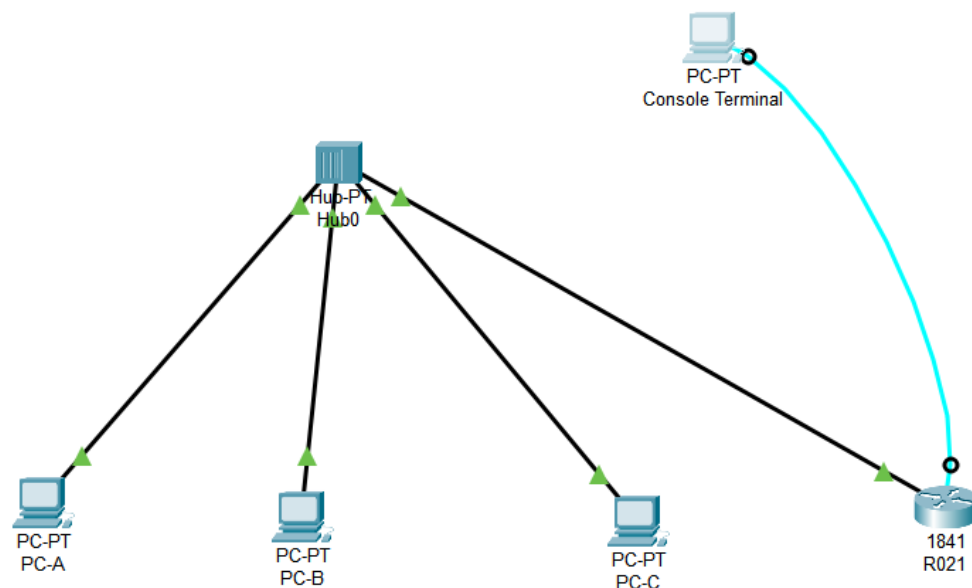 PC-PT
Console Terminal
Hub-PT
Hub0
PC-PT
PC-A
PC-PT
PC-B
PC-PT
PC-C
1841
R021